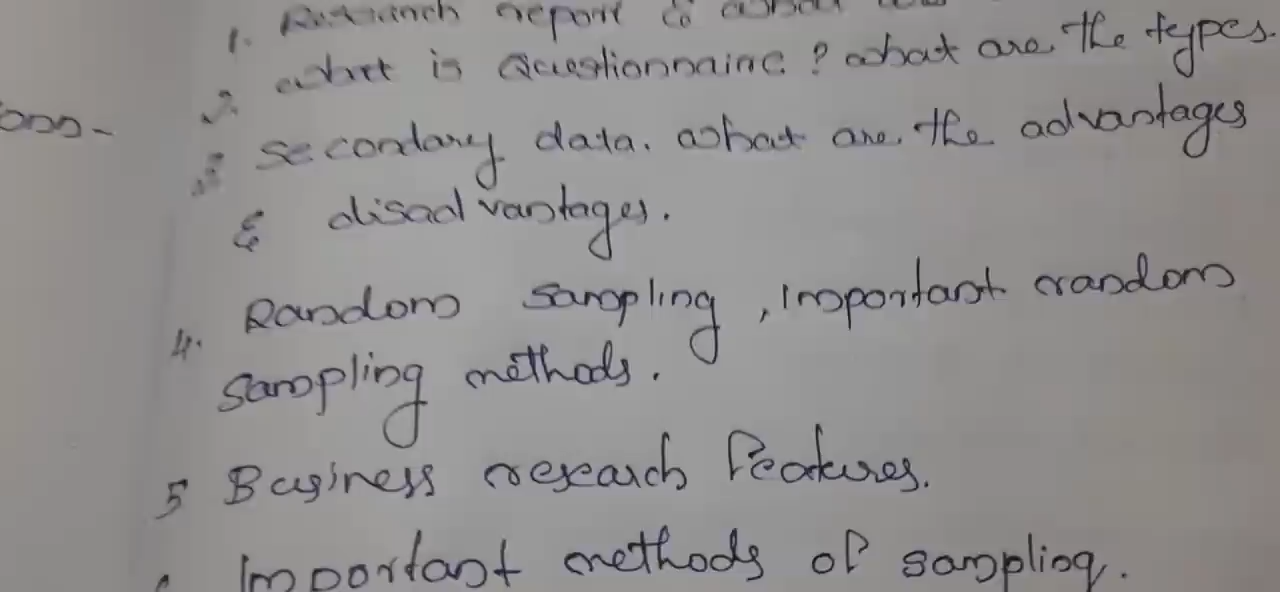 1. Research report & what
2. what is Questionnaire? what are the types.
3 Secondary data. what are the advantages
& disadvantages.
4. Random sampling, important random
sampling methods.
5 Business research features.
Important methods of sampling.